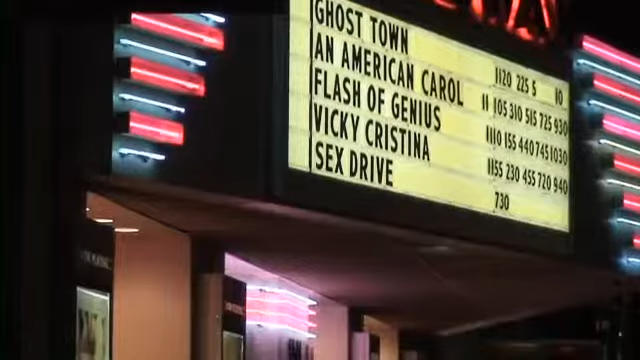 GHOST TOWN 1120 225 5 10
AN AMERICAN CAROL 11 105 310 515 725 930
FLASH OF GENIUS 1110 155 440 745 1030
VICKY CRISTINA 1155 230 455 720 940
SEX DRIVE 730